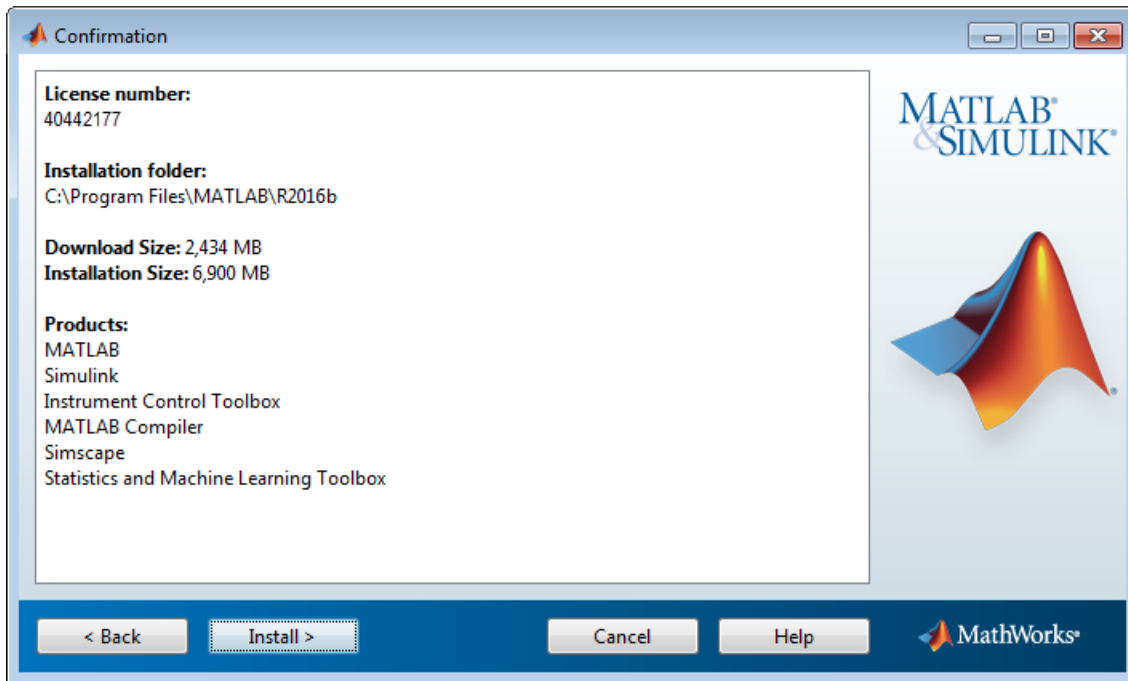 Confirmation
License number:
40442177
Installation folder:
C:\Program Files\MATLAB\R2016b
Download Size: 2,434 MB
Installation Size: 6,900 MB
Products:
MATLAB
Simulink
Instrument Control Toolbox
MATLAB Compiler
Simscape
Statistics and Machine Learning Toolbox
MATLAB®
&SIMULINK®
®
< Back
Install >
Cancel
Help
MathWorks®